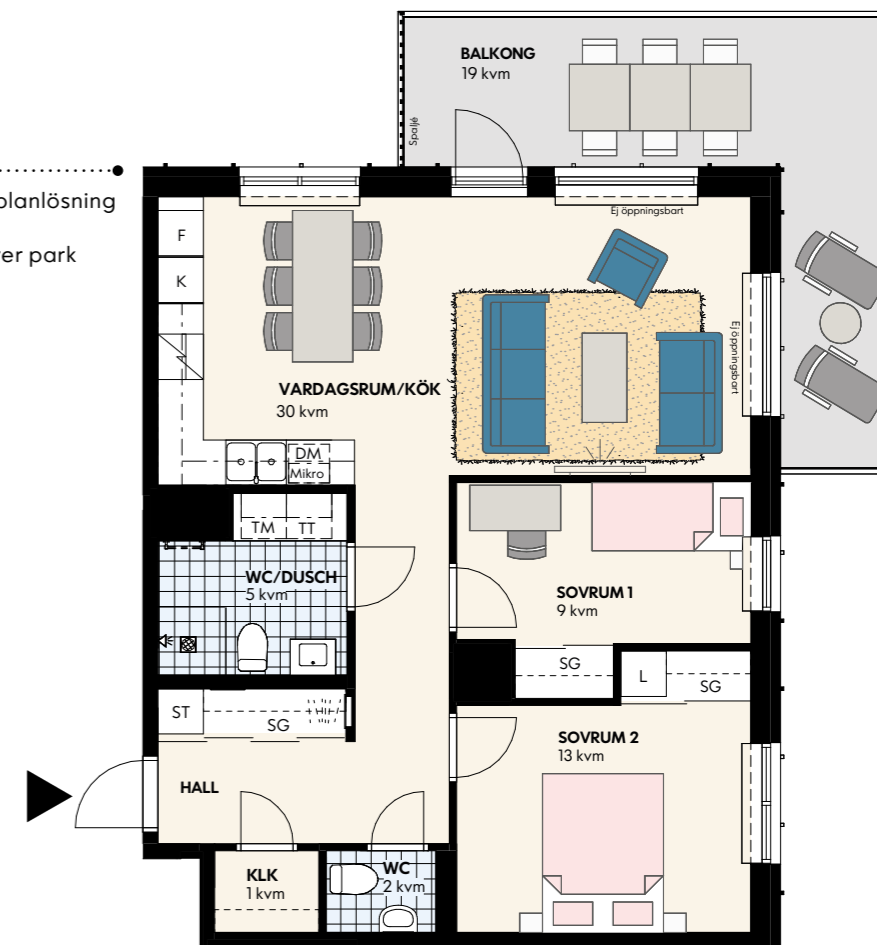 BALKONG
19 kvm
Spaljé
planlösning
er park
Ej öppningsbart
F
K
Ej öppningsbart
VARDAGSRUM/KÖK
30 kvm
DM
Mikro
TM
TT
WC/DUSCH
5 kvm
SOVRUM 1
9 kvm
SG
L
SG
ST
SG
SOVRUM 2
13 kvm
HALL
KLK
1 kvm
WC
2 kvm